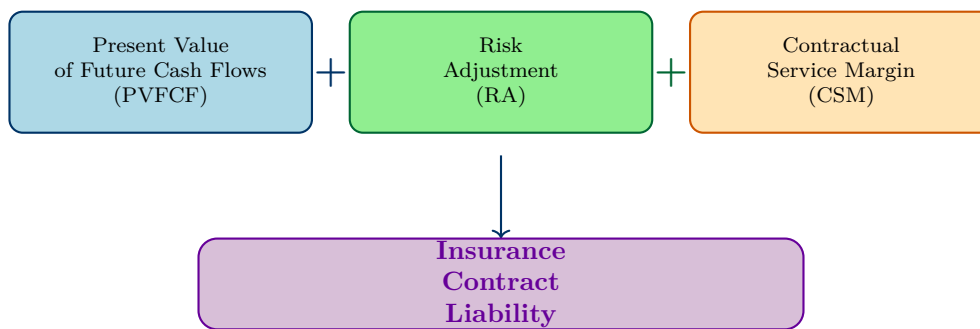 Present Value
of Future Cash Flows
(PVFCF)
+
Risk
Adjustment
(RA)
+
Contractual
Service Margin
(CSM)
Insurance
Contract
Liability